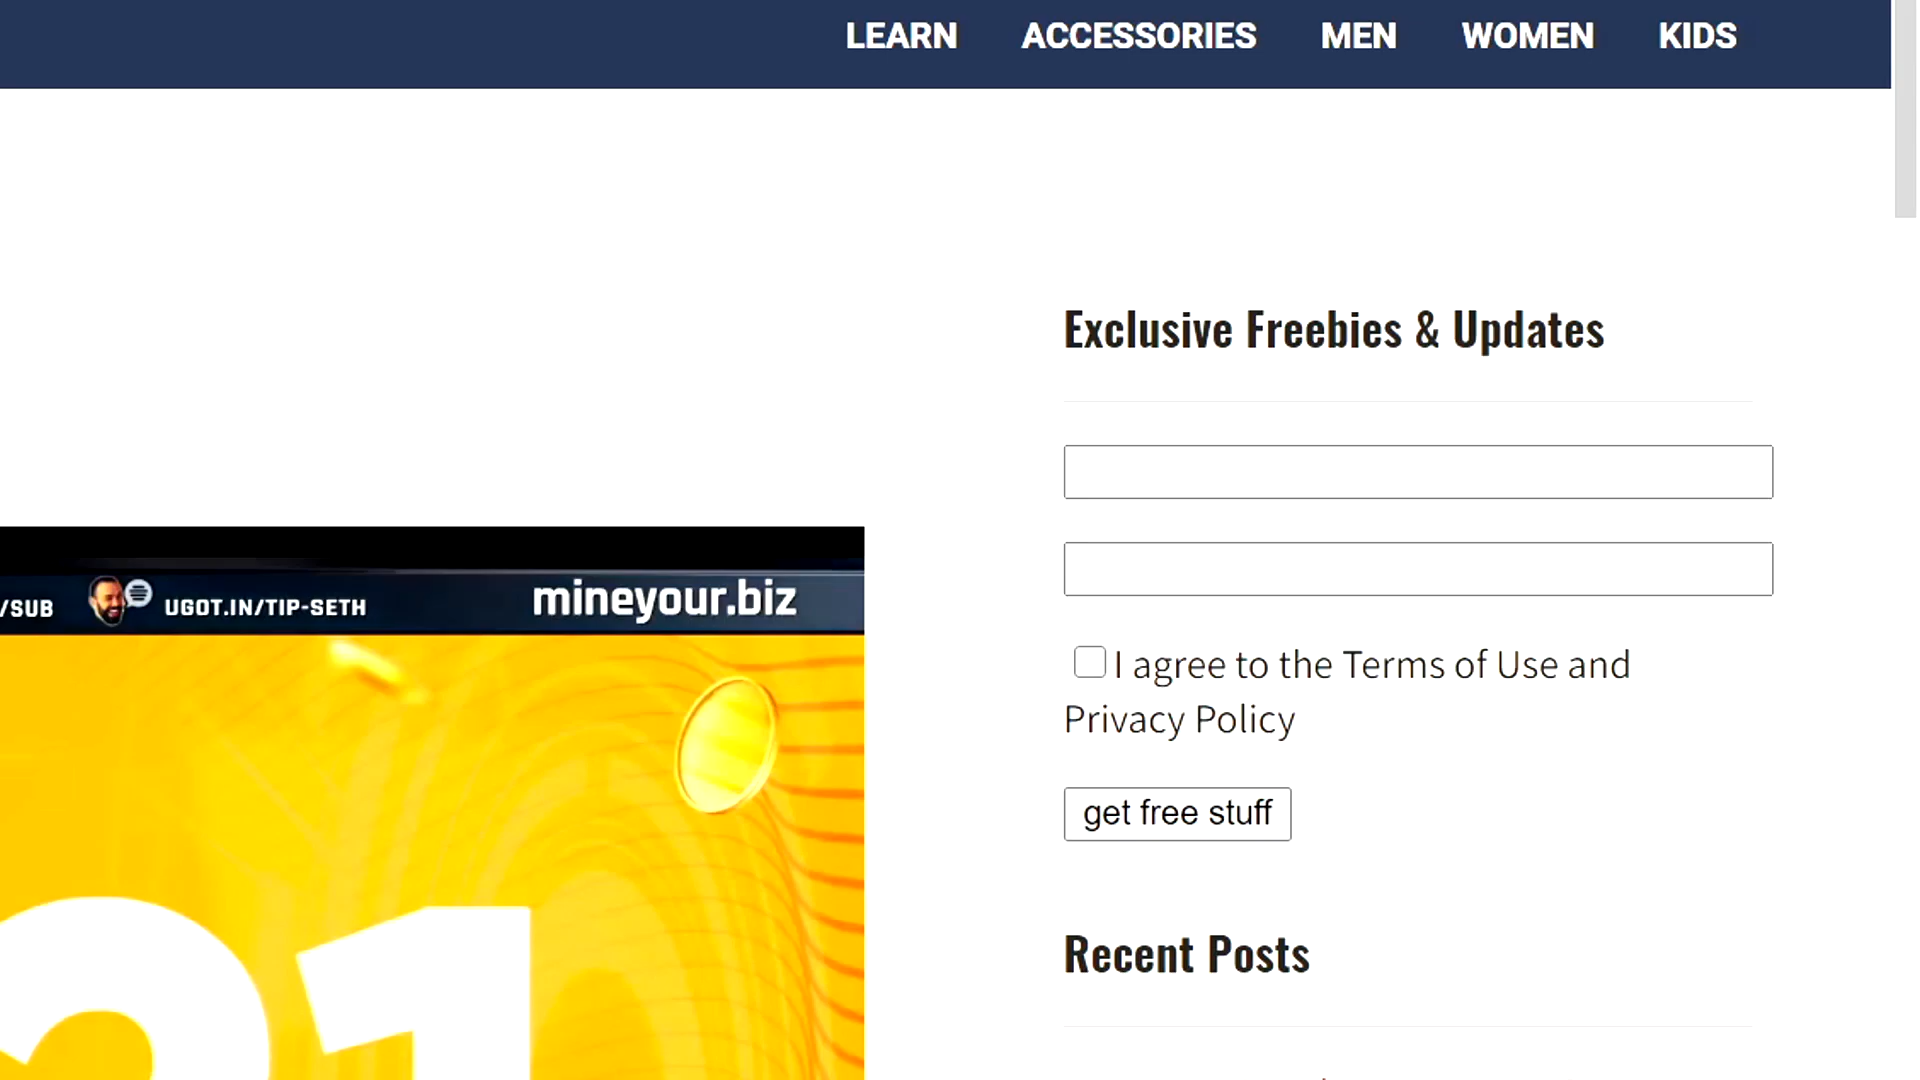 LEARN ACCESSORIES MEN WOMEN KIDS
Exclusive Freebies & Updates
/SUB UGOT.IN/TIP-SETH mineyour.biz
I agree to the Terms of Use and
Privacy Policy
get free stuff
21
Recent Posts